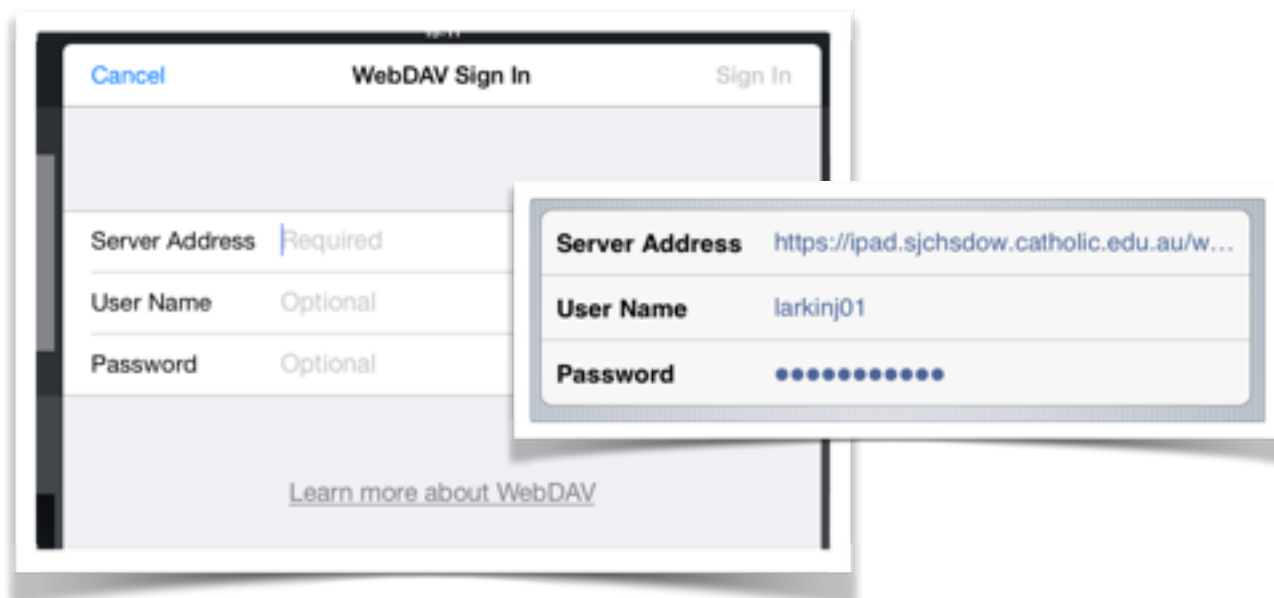 Cancel WebDAV Sign In Sign In
Server Address Required
User Name Optional
Password Optional
Learn more about WebDAV
Server Address https://ipad.sjchsdow.catholic.edu.au/w...
User Name larkinj01
Password ●●●●●●●●●●●